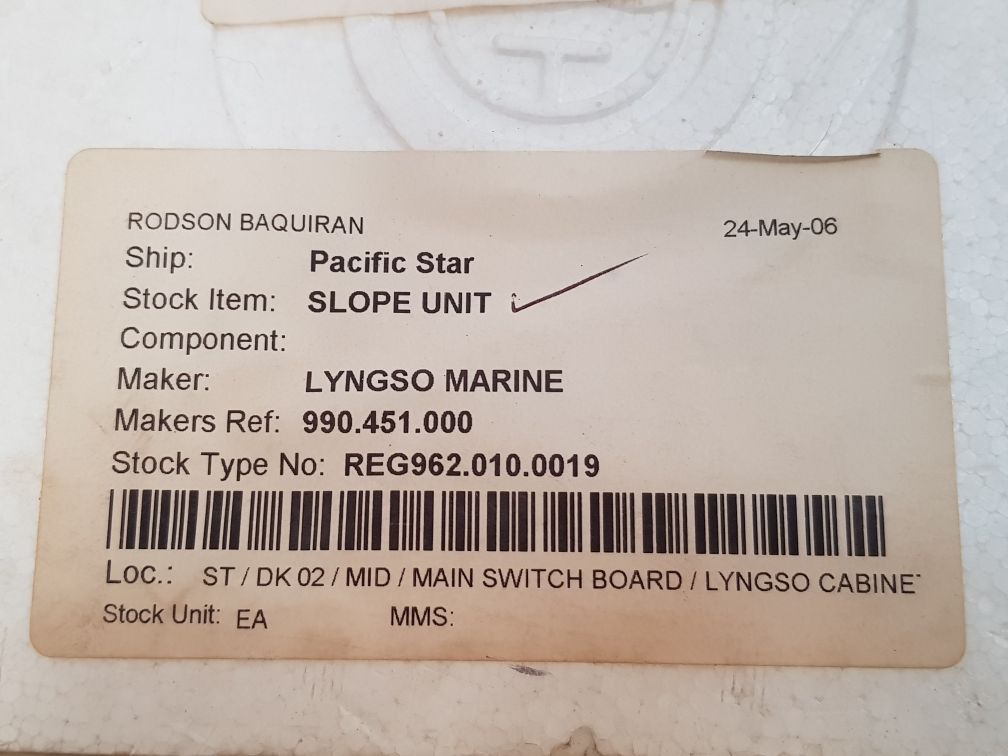 RODSON BAQUIRAN 24-May-06
Ship: Pacific Star
Stock Item: SLOPE UNIT
Component:
Maker: LYNGSO MARINE
Makers Ref: 990.451.000
Stock Type No: REG962.010.0019
Loc.: ST / DK 02 / MID / MAIN SWITCH BOARD / LYNGSO CABINE
Stock Unit: EA MMS: